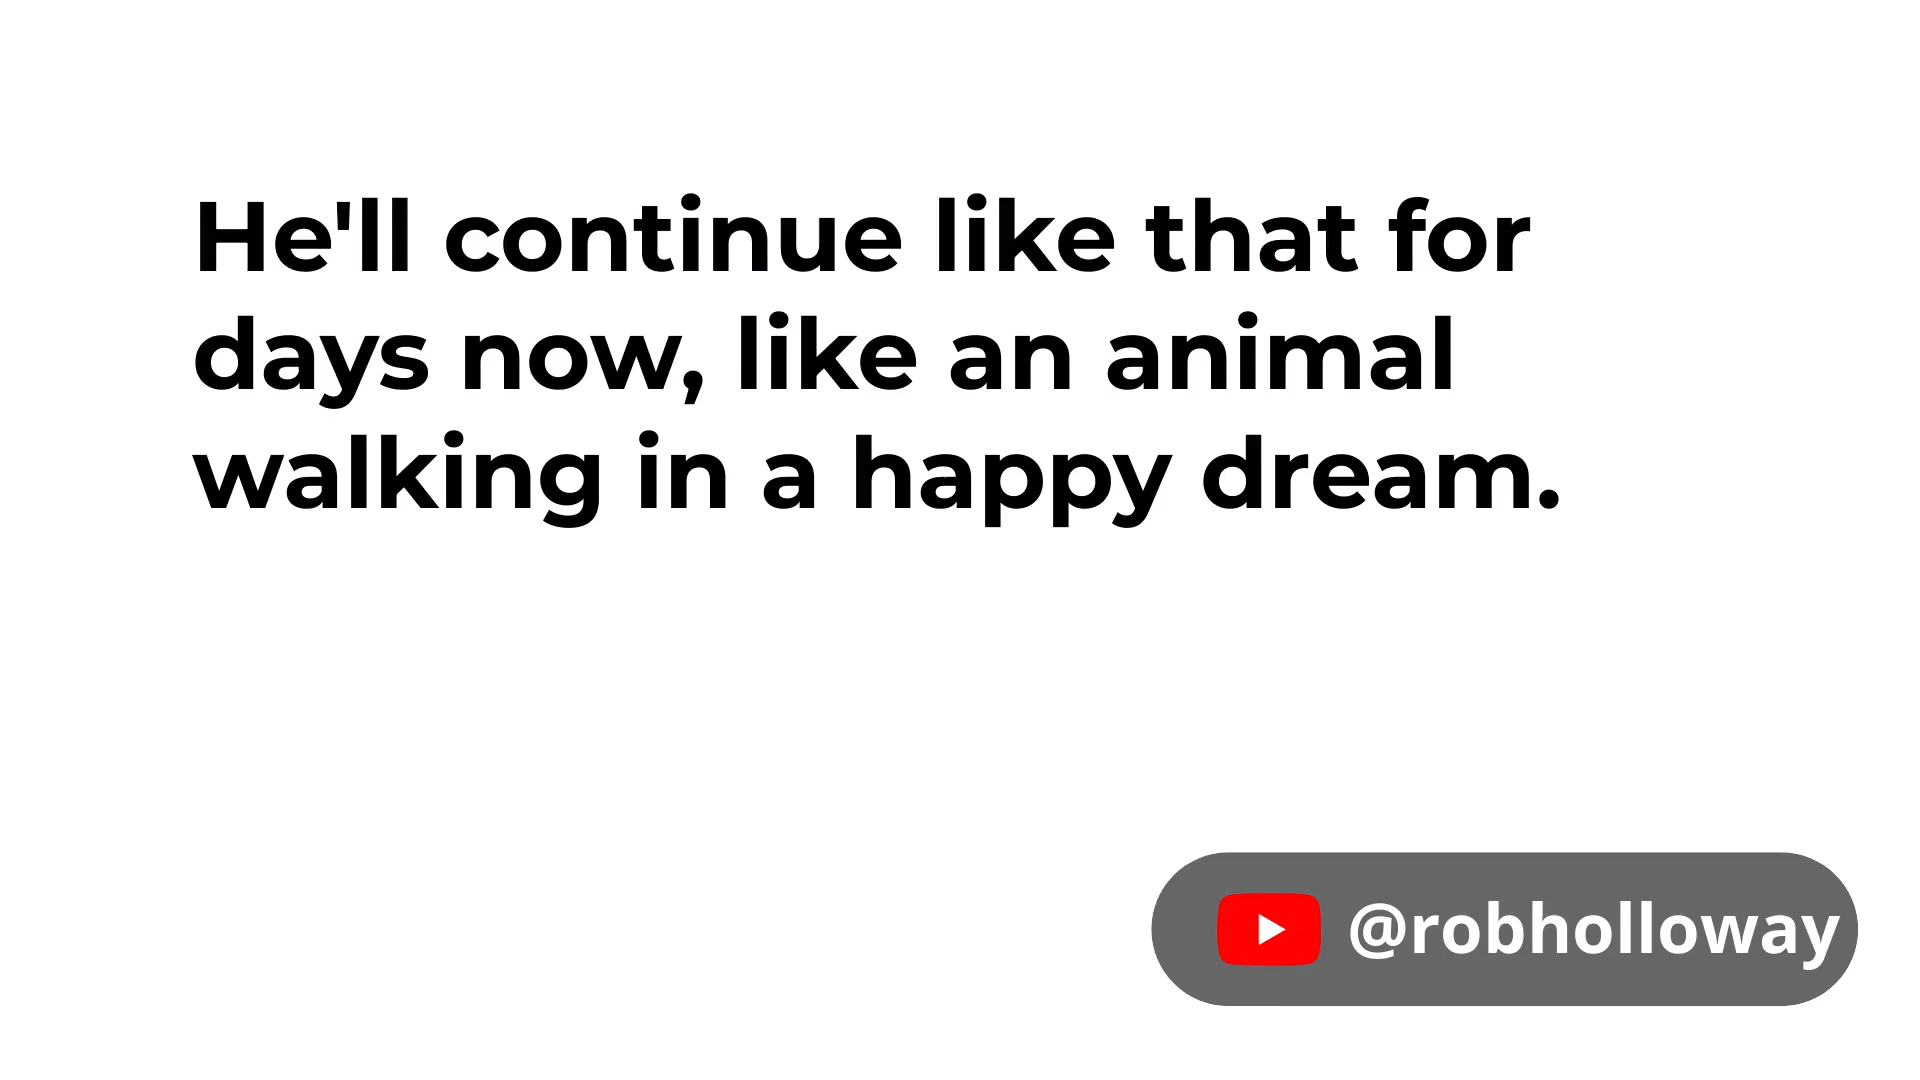 He'll continue like that for
days now, like an animal
walking in a happy dream.
@robholloway